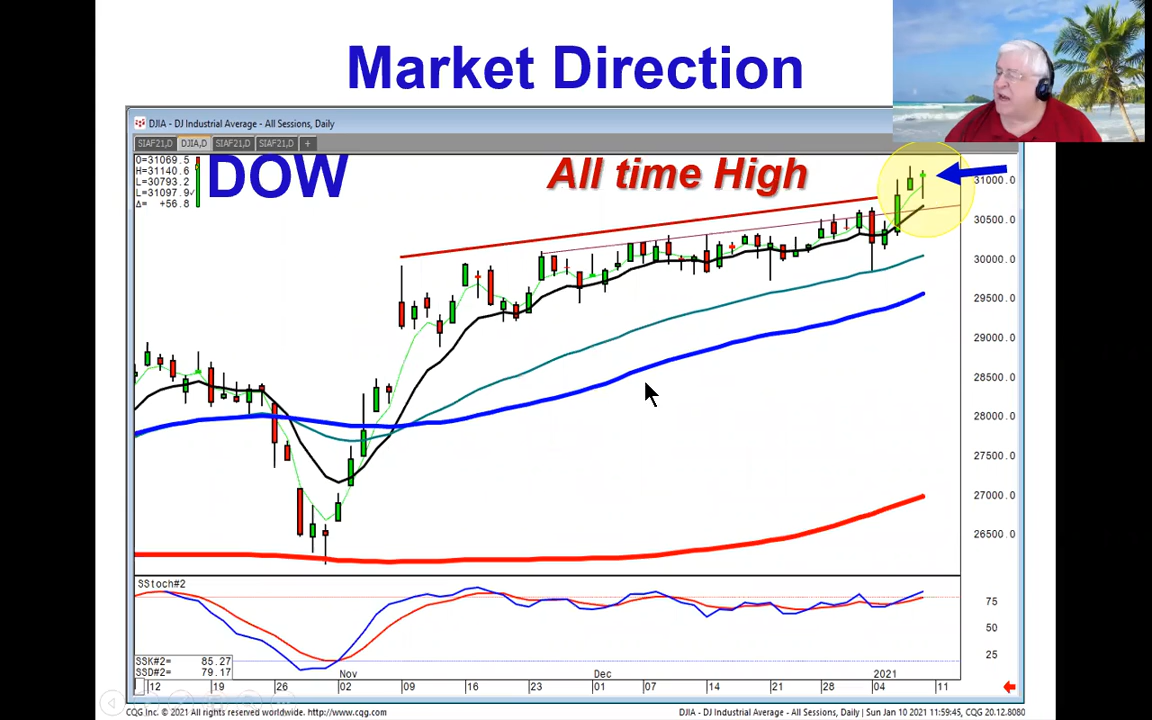 Market Direction
DJIA - DJ Industrial Average - All Sessions, Daily
SIAF21,D DJIA,D SIAF21,D SIAF21,D +
O=31069.5
H=31140.6
L=30793.2
L=31097.9✓
Δ= +56.8
DOW
All time High
31000.0
30500.0
30000.0
29500.0
29000.0
28500.0
28000.0
27500.0
27000.0
26500.0
SStoch#2
75
50
25
SSK#2= 85.27
SSD#2= 79.17
Nov Dec 2021
12 19 26 02 09 16 23 01 07 14 21 28 04 11
CQG Inc. © 2021 All rights reserved worldwide. http://www.cqg.com DJIA - DJ Industrial Average - All Sessions, Daily | Sun Jan 10 2021 11:59:45, CQG 20.12.8080